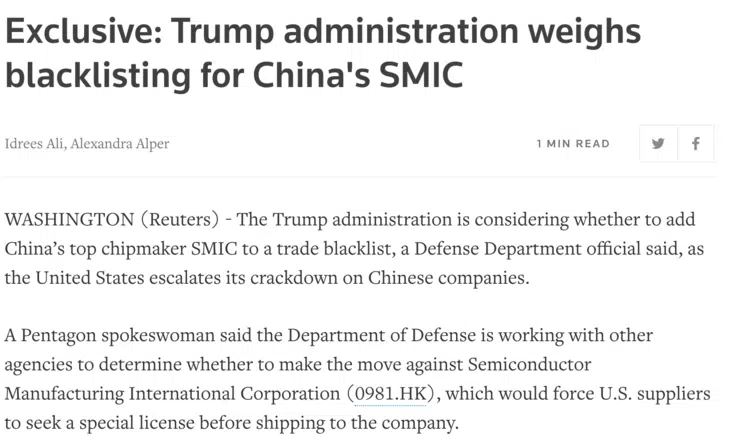 Exclusive: Trump administration weighs
blacklisting for China's SMIC
Idrees Ali, Alexandra Alper
1 MIN READ
WASHINGTON (Reuters) - The Trump administration is considering whether to add
China’s top chipmaker SMIC to a trade blacklist, a Defense Department official said, as
the United States escalates its crackdown on Chinese companies.
A Pentagon spokeswoman said the Department of Defense is working with other
agencies to determine whether to make the move against Semiconductor
Manufacturing International Corporation (0981.HK), which would force U.S. suppliers
to seek a special license before shipping to the company.